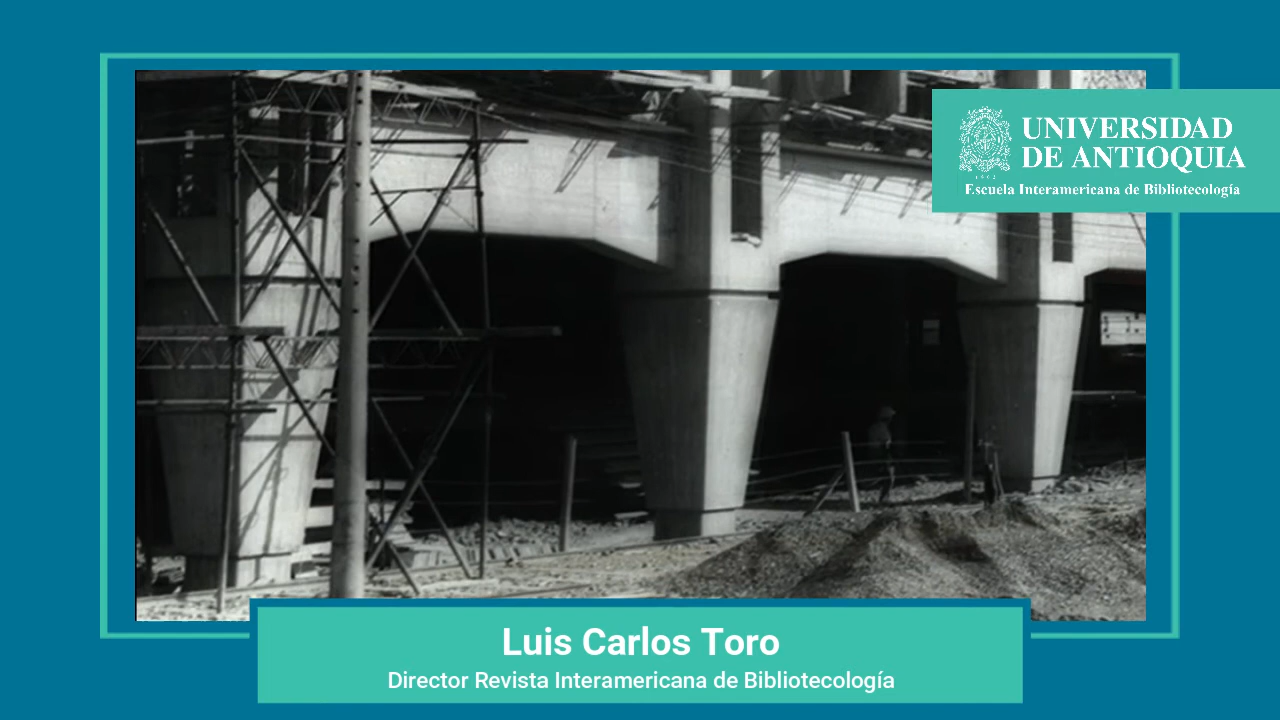 UNIVERSIDAD
DE ANTIOQUIA
Escuela Interamericana de Bibliotecología
Luis Carlos Toro
Director Revista Interamericana de Bibliotecología